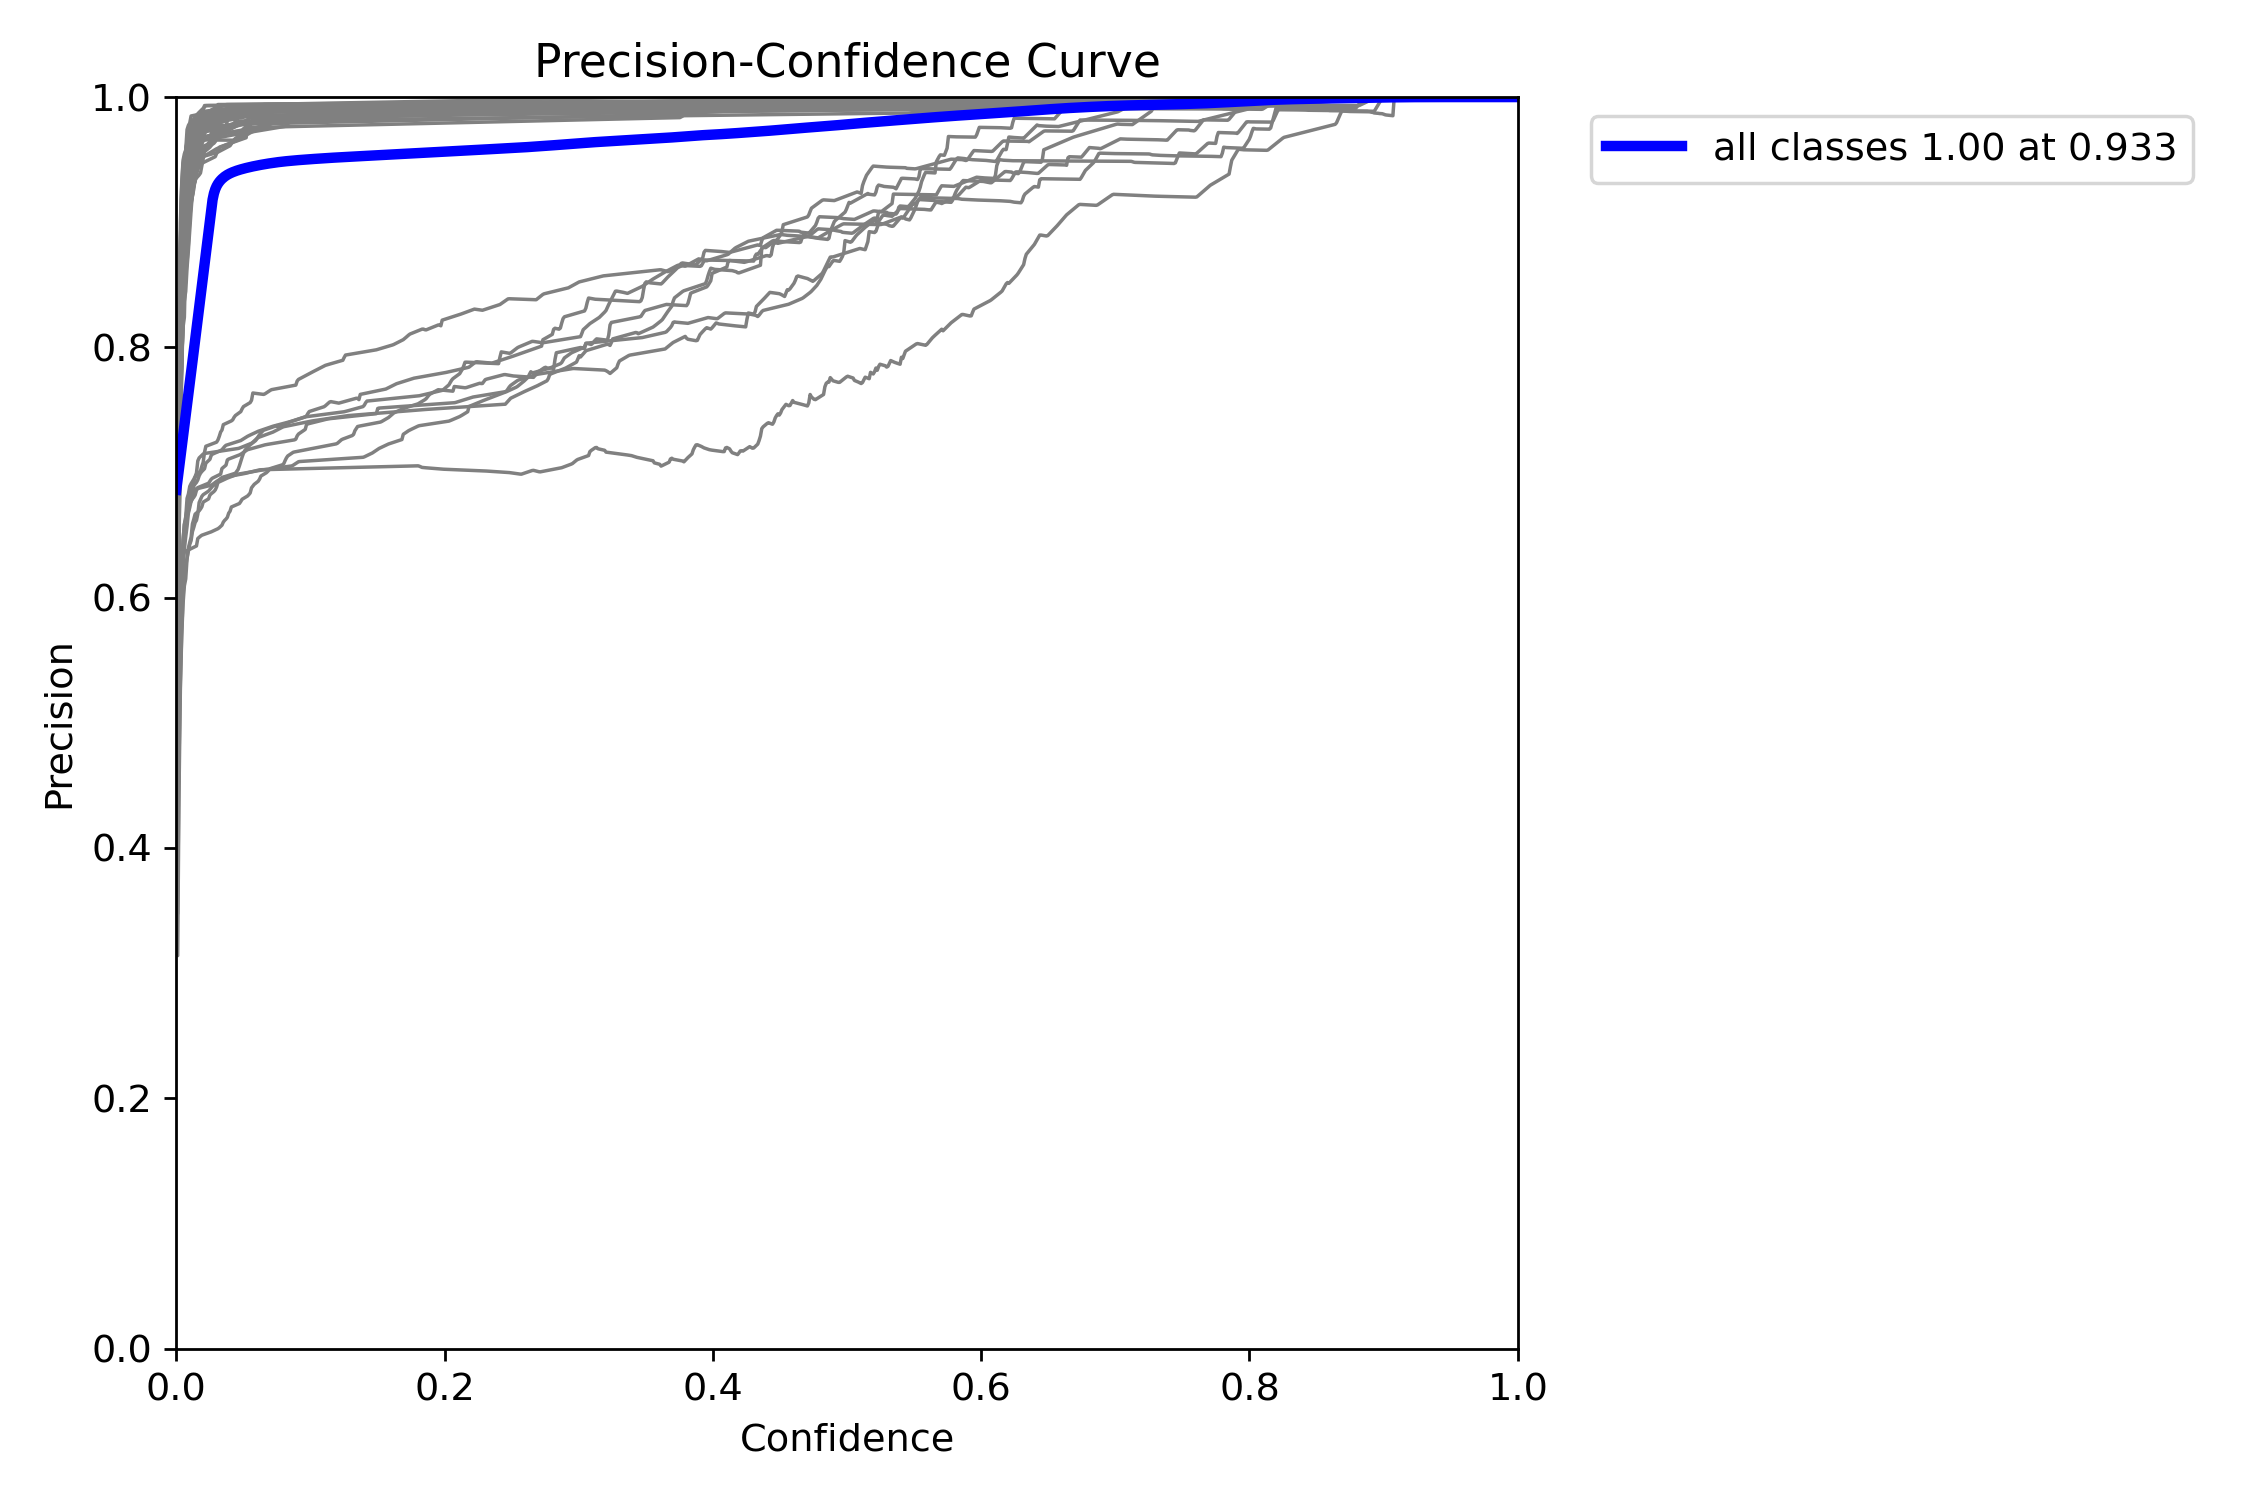 Precision-Confidence Curve
all classes 1.00 at 0.933
1.0
0.8
0.6
0.4
0.2
0.0
Precision
0.0 0.2 0.4 0.6 0.8 1.0
Confidence